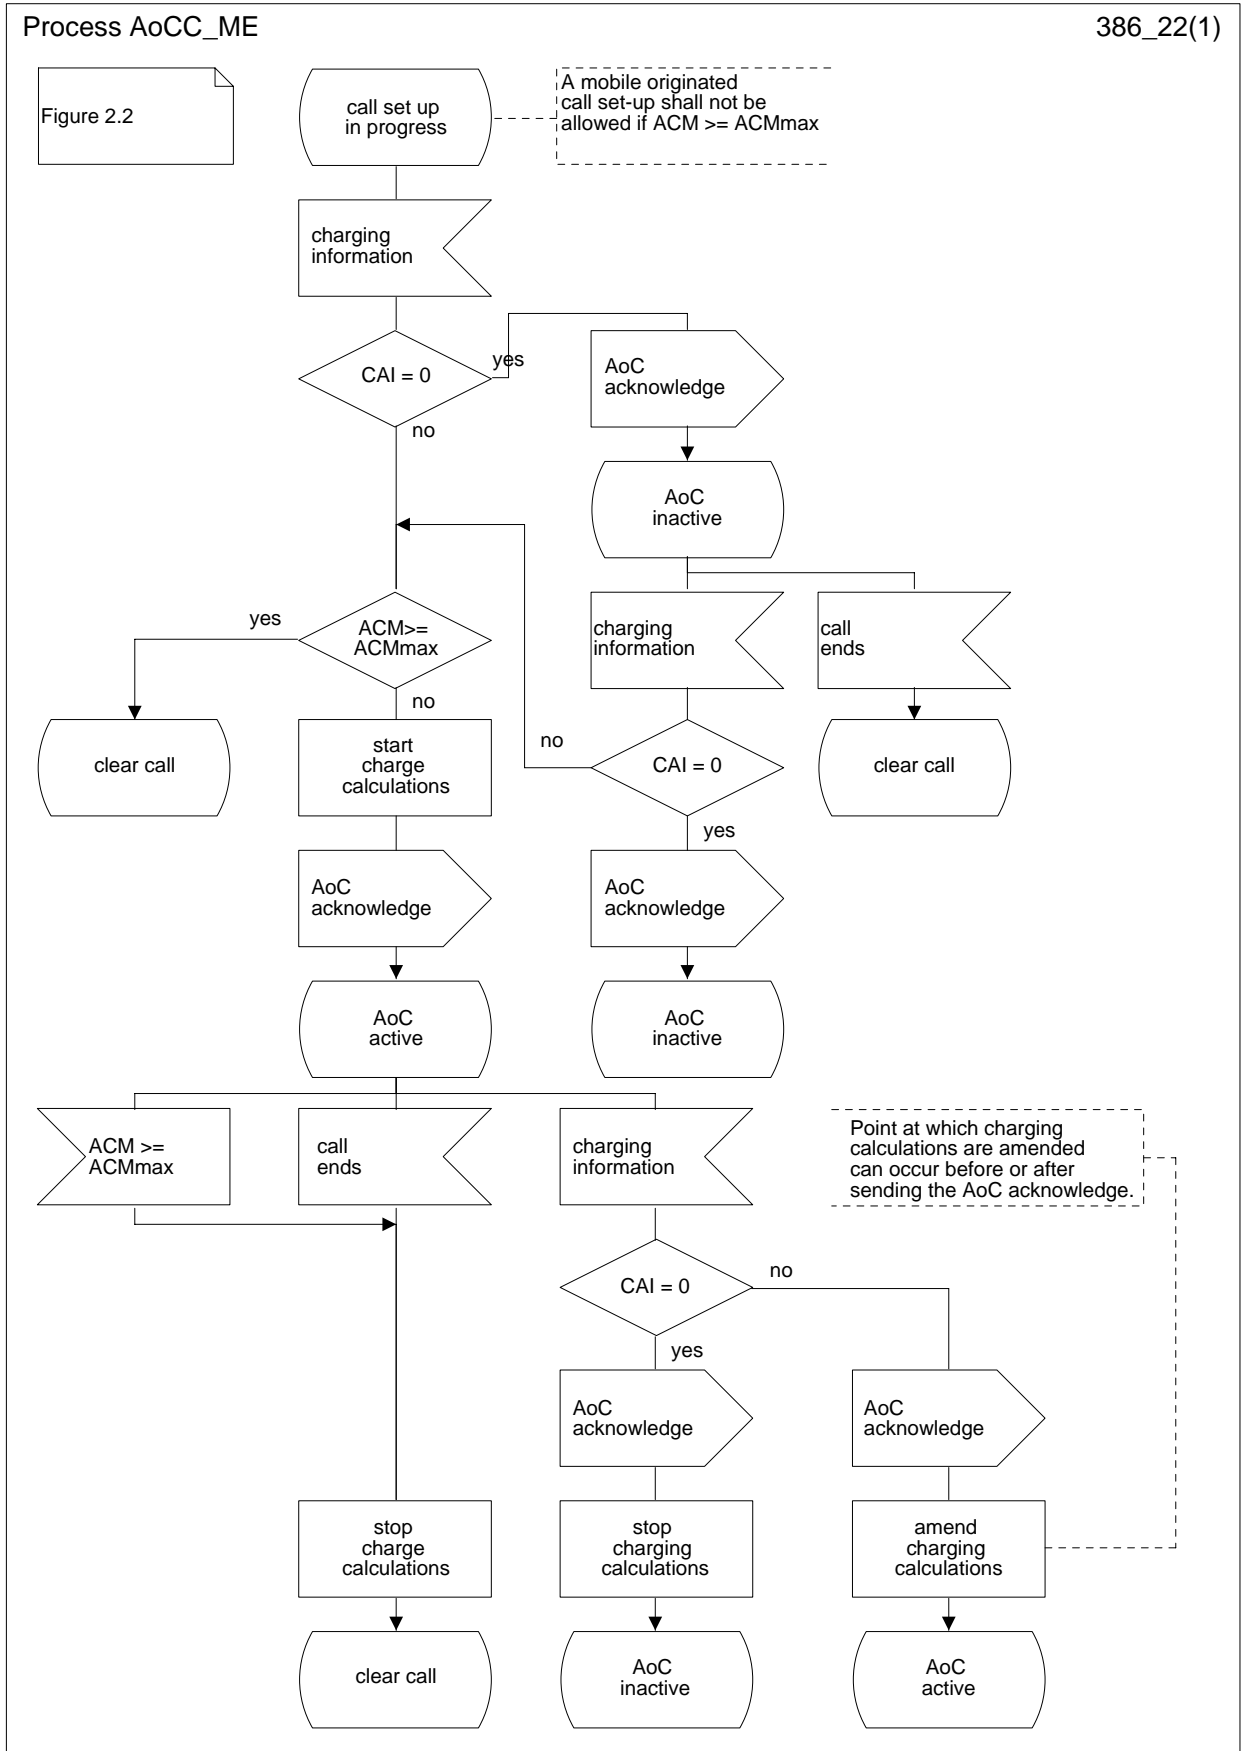 Process AoCC_ME
386_22(1)
Figure 2.2
call set up
in progress
A mobile originated
call set-up shall not be
allowed if ACM >= ACMmax
charging
information
CAI = 0
yes
no
AoC
acknowledge
AoC
inactive
yes
ACM>=
ACMmax
no
charging
information
call
ends
clear call
start
charge
calculations
no
CAI = 0
yes
clear call
AoC
acknowledge
AoC
acknowledge
AoC
active
AoC
inactive
ACM >=
ACMmax
call
ends
charging
information
Point at which charging
calculations are amended
can occur before or after
sending the AoC acknowledge.
CAI = 0
no
yes
AoC
acknowledge
AoC
acknowledge
stop
charge
calculations
stop
charging
calculations
amend
charging
calculations
clear call
AoC
inactive
AoC
active